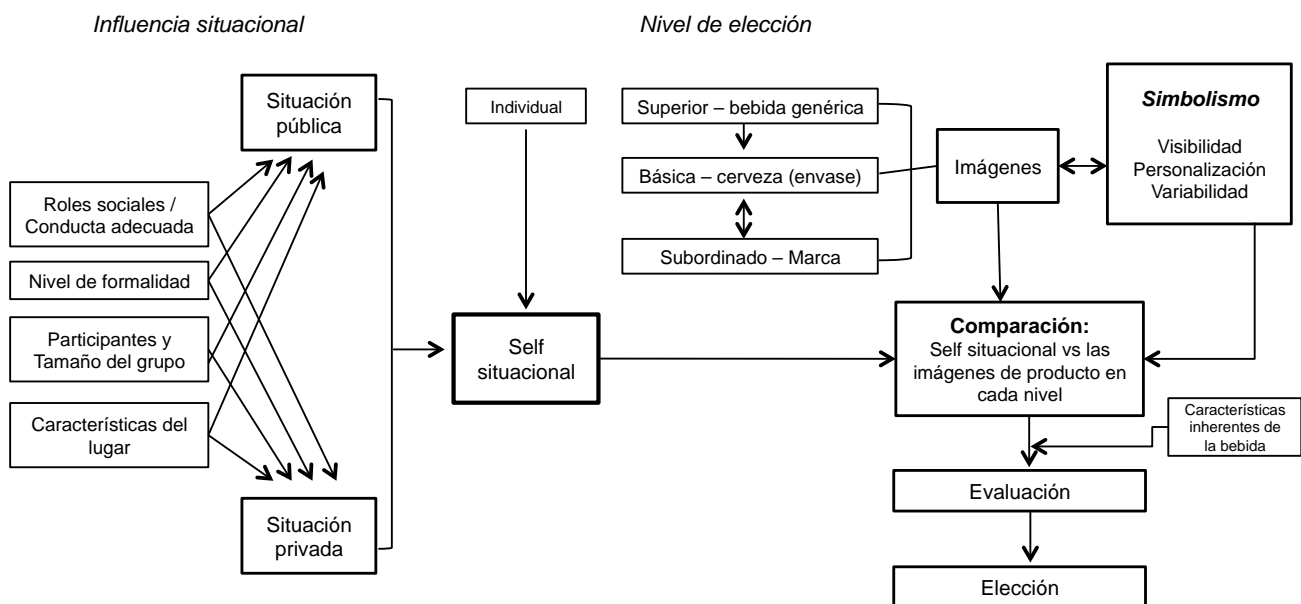 Influencia situacional
Nivel de elección
Situación
pública
Individual
Superior – bebida genérica
Básica – cerveza (envase)
Subordinado – Marca
Imágenes
Simbolismo
Visibilidad
Personalización
Variabilidad
Roles sociales /
Conducta adecuada
Nivel de formalidad
Participantes y
Tamaño del grupo
Características del
lugar
Self
situacional
Comparación:
Self situacional vs las
imágenes de producto en
cada nivel
Características
inherentes de
la bebida
Situación
privada
Evaluación
Elección